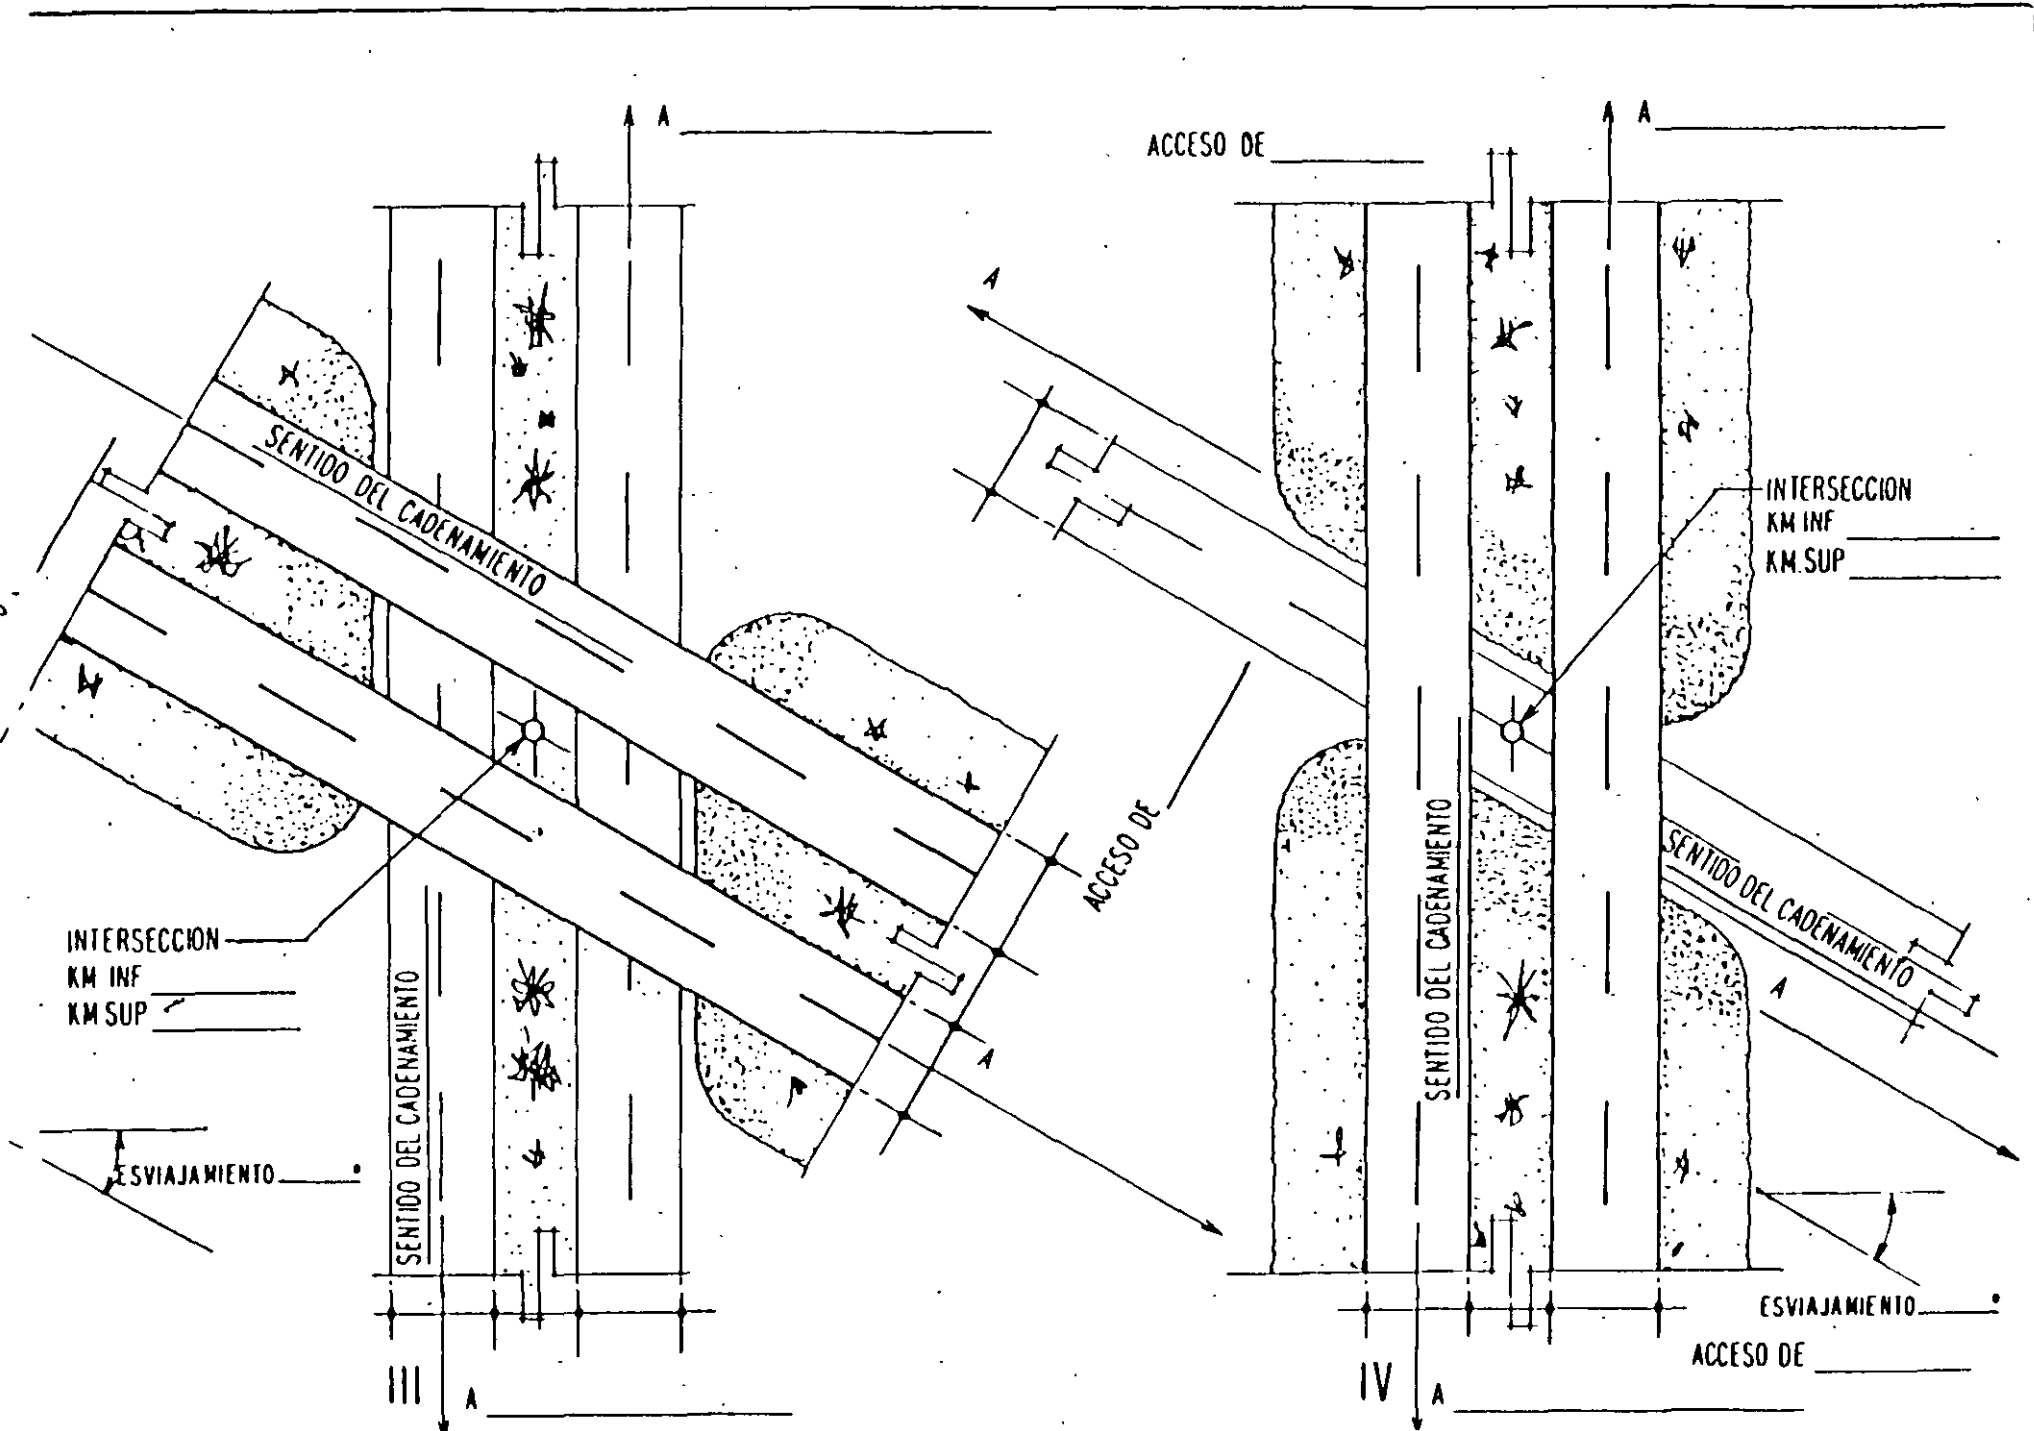 A
SENTIDO DEL CADENAMIENTO
INTERSECCION
KM INF
KM SUP
SENTIDO DEL CADENAMIENTO
ESVIAJAMIENTO °
ACCESO DE
A
III
A
ACCESO DE
A
A
INTERSECCION
KM INF
KM.SUP
SENTIDO DEL CADENAMIENTO
SENTIDO DEL CADENAMIENTO
A
ESVIAJAMIENTO °
ACCESO DE
IV
A